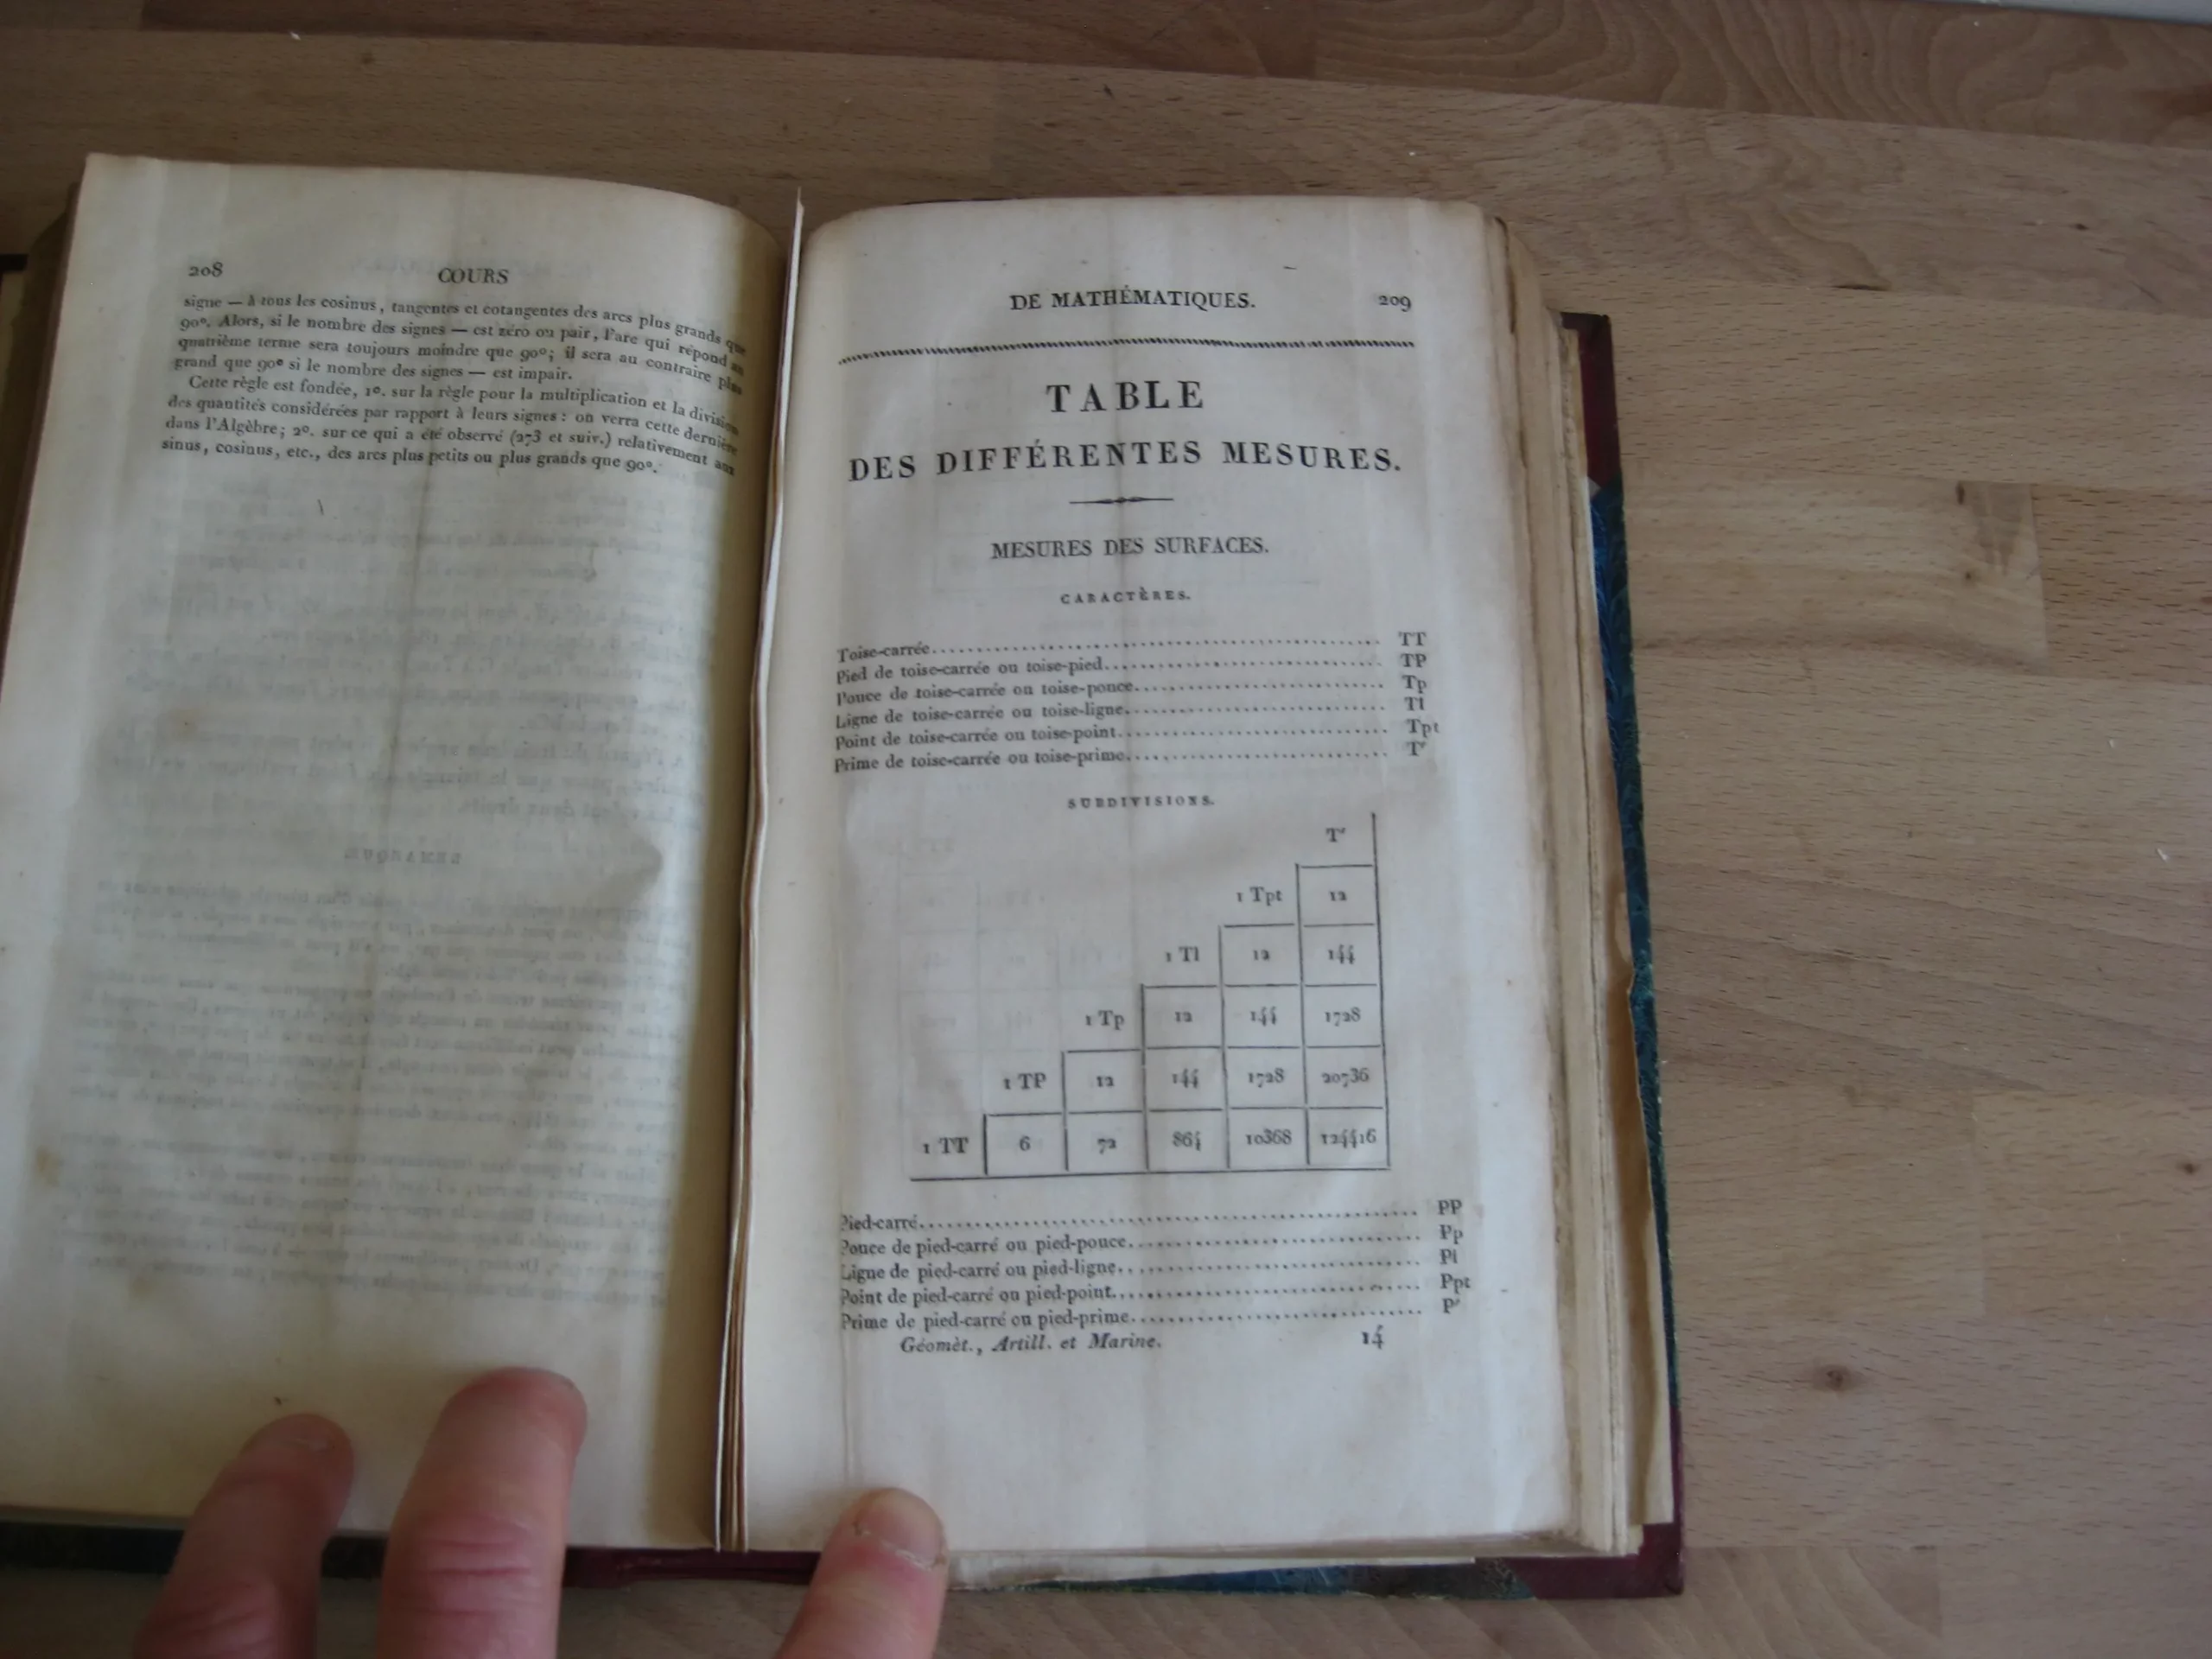 208 COURS
signe — à tous les cosinus, tangentes et cotangentes des arcs plus grands que
90°. Alors, si le nombre des signes — est zéro ou pair, l'arc qui répond au
quatrième terme sera toujours moindre que 90°; il sera au contraire plus
grand que 90° si le nombre des signes — est impair.
Cette règle est fondée, 1°. sur la règle pour la multiplication et la division
des quantités considérées par rapport à leurs signes : on verra cette dernière
dans l'Algèbre; 2°. sur ce qui a été observé (273 et suiv.) relativement aux
sinus, cosinus, etc., des arcs plus petits ou plus grands que 90°.
DE MATHÉMATIQUES. 209
TABLE
DES DIFFÉRENTES MESURES.
MESURES DES SURFACES.
CARACTÈRES.
Toise-carrée........ TT
Pied de toise-carrée ou toise-pied........ TP
Pouce de toise-carrée ou toise-ponce........ Tp
Ligne de toise-carrée ou toise-ligne........ Tl
Point de toise-carrée ou toise-point........ Tpt
Prime de toise-carrée ou toise-prime........ T'
SUBDIVISIONS.
T'
1 Tpt 12
1 Tl 12 144
1 Tp 12 144 1728
1 TP 12 144 1728 20736
1 TT 6 72 864 10368 124416
Pied-carré........ PP
Pouce de pied-carré ou pied-pouce........ Pp
Ligne de pied-carré ou pied-ligne........ Pl
Point de pied-carré ou pied-point........ Ppt
Prime de pied-carré ou pied-prime........ P'
Géomèt., Artill. et Marine. 14